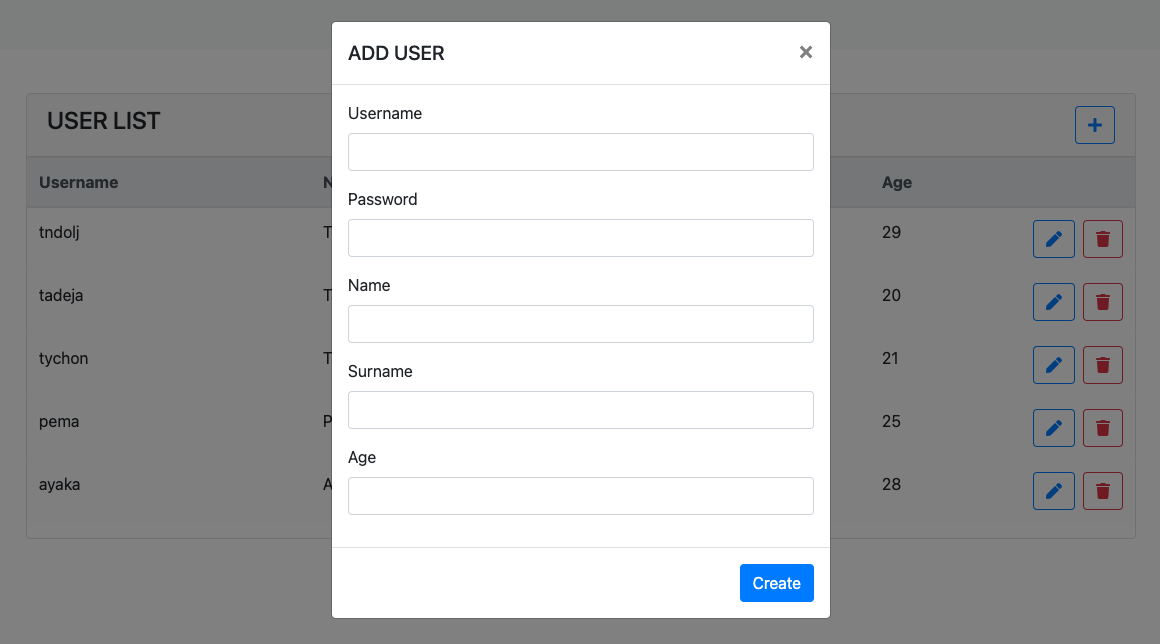 ADD USER ×
Username
Password
Name
Surname
Age
Create
USER LIST
Username Age
tndolj 29
tadeja 20
tychon 21
pema 25
ayaka 28